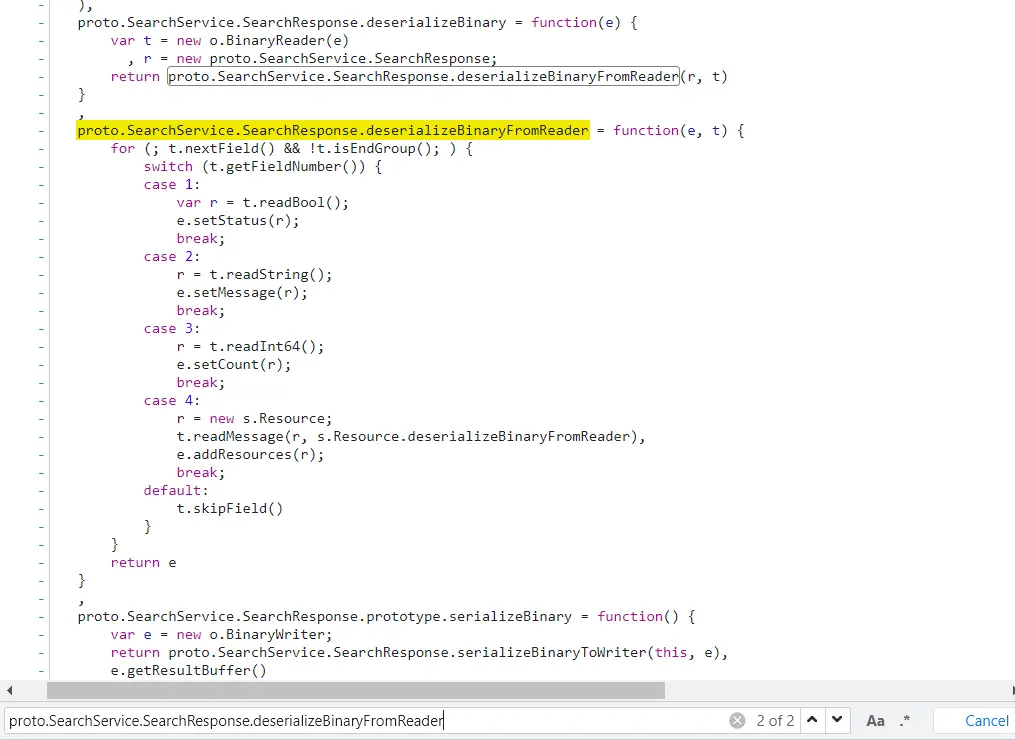 - ),
- proto.SearchService.SearchResponse.deserializeBinary = function(e) {
- var t = new o.BinaryReader(e)
- , r = new proto.SearchService.SearchResponse;
- return proto.SearchService.SearchResponse.deserializeBinaryFromReader(r, t)
- }
- ,
- proto.SearchService.SearchResponse.deserializeBinaryFromReader = function(e, t) {
- for (; t.nextField() && !t.isEndGroup(); ) {
- switch (t.getFieldNumber()) {
- case 1:
- var r = t.readBool();
- e.setStatus(r);
- break;
- case 2:
- r = t.readString();
- e.setMessage(r);
- break;
- case 3:
- r = t.readInt64();
- e.setCount(r);
- break;
- case 4:
- r = new s.Resource;
- t.readMessage(r, s.Resource.deserializeBinaryFromReader),
- e.addResources(r);
- break;
- default:
- t.skipField()
- }
- }
- return e
- }
- ,
- proto.SearchService.SearchResponse.prototype.serializeBinary = function() {
- var e = new o.BinaryWriter;
- return proto.SearchService.SearchResponse.serializeBinaryToWriter(this, e),
- e.getResultBuffer()
proto.SearchService.SearchResponse.deserializeBinaryFromReader 2 of 2 Aa .* Cancel